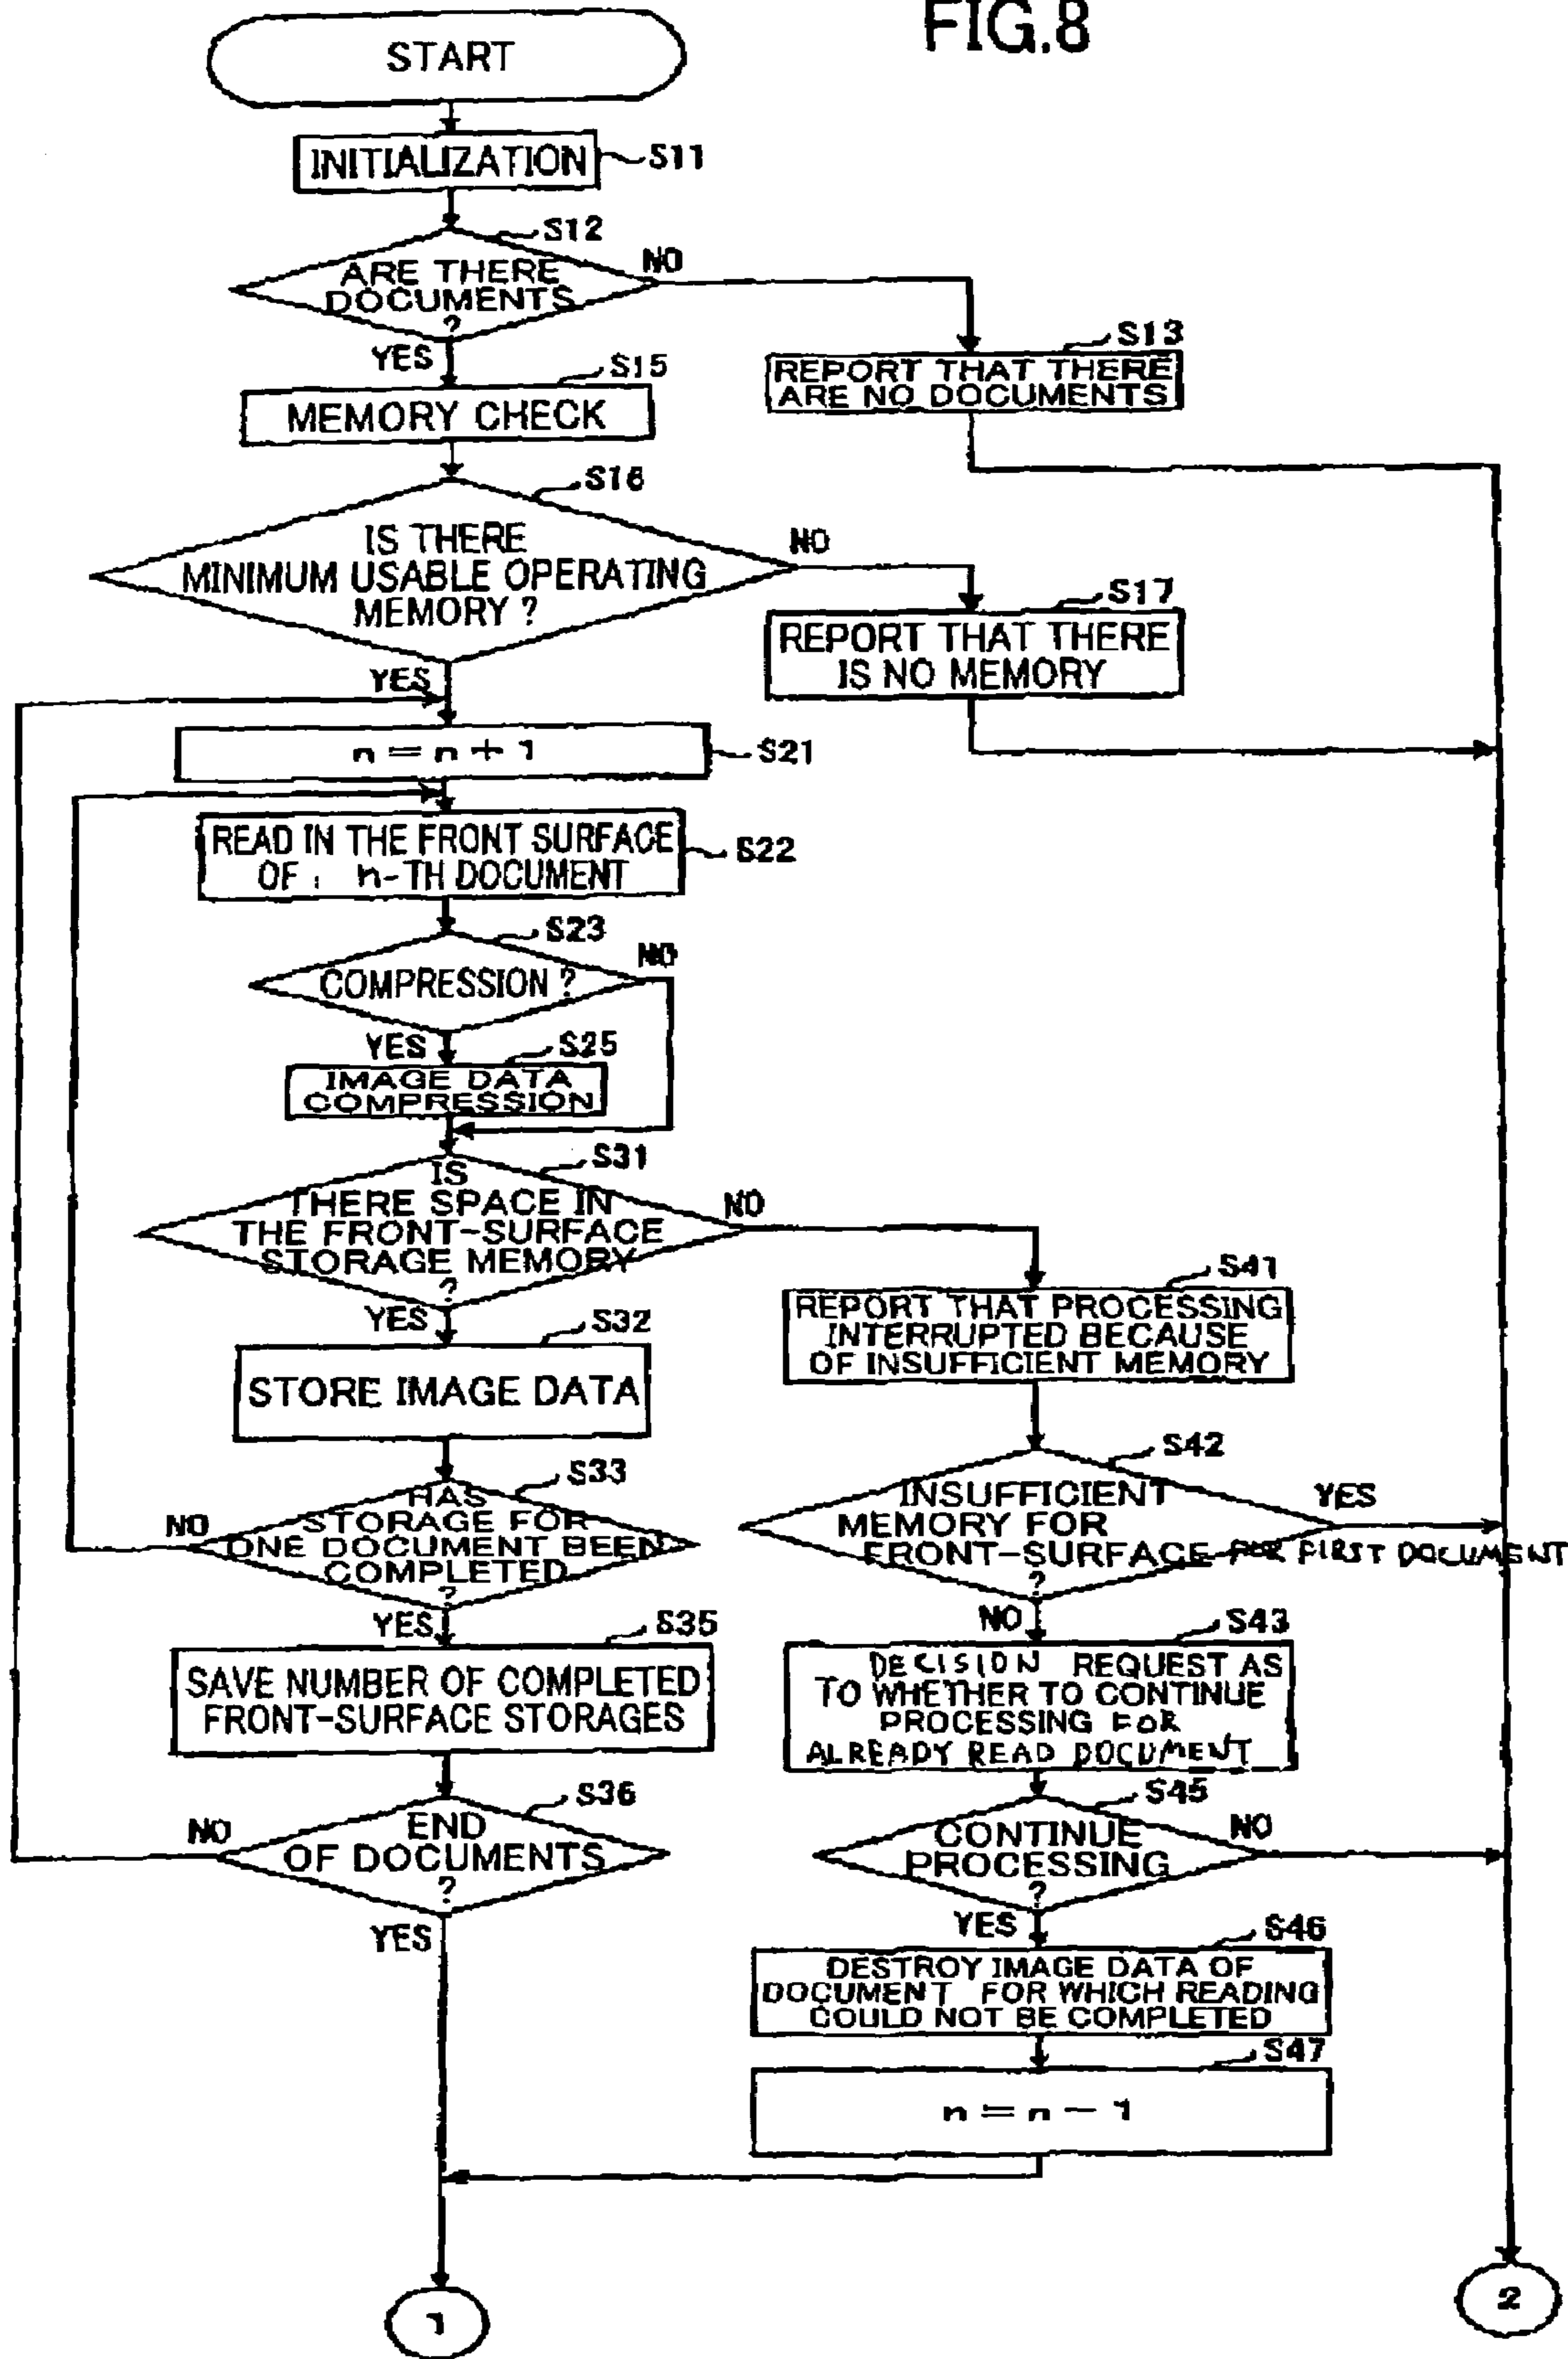 FIG.8
START
INITIALIZATION
S11
S12
ARE THERE
DOCUMENTS
?
NO
YES
S13
REPORT THAT THERE
ARE NO DOCUMENTS
S15
MEMORY CHECK
S16
IS THERE
MINIMUM USABLE OPERATING
MEMORY ?
NO
YES
S17
REPORT THAT THERE
IS NO MEMORY
n = n + 1
S21
READ IN THE FRONT SURFACE
OF n-TH DOCUMENT
S22
S23
COMPRESSION ?
NO
YES
S25
IMAGE DATA
COMPRESSION
S31
IS
THERE SPACE IN
THE FRONT-SURFACE
STORAGE MEMORY
?
NO
YES
S32
STORE IMAGE DATA
S33
HAS
STORAGE FOR
ONE DOCUMENT BEEN
COMPLETED
?
NO
YES
S35
SAVE NUMBER OF COMPLETED
FRONT-SURFACE STORAGES
S36
END
OF DOCUMENTS
?
NO
YES
S41
REPORT THAT PROCESSING
INTERRUPTED BECAUSE
OF INSUFFICIENT MEMORY
S42
INSUFFICIENT
MEMORY FOR
FRONT-SURFACE FOR FIRST DOCUMENT
?
YES
NO
S43
DECISION REQUEST AS
TO WHETHER TO CONTINUE
PROCESSING FOR
ALREADY READ DOCUMENT
S45
CONTINUE
PROCESSING
?
NO
YES
S46
DESTROY IMAGE DATA OF
DOCUMENT FOR WHICH READING
COULD NOT BE COMPLETED
S47
n = n - 1
1
2